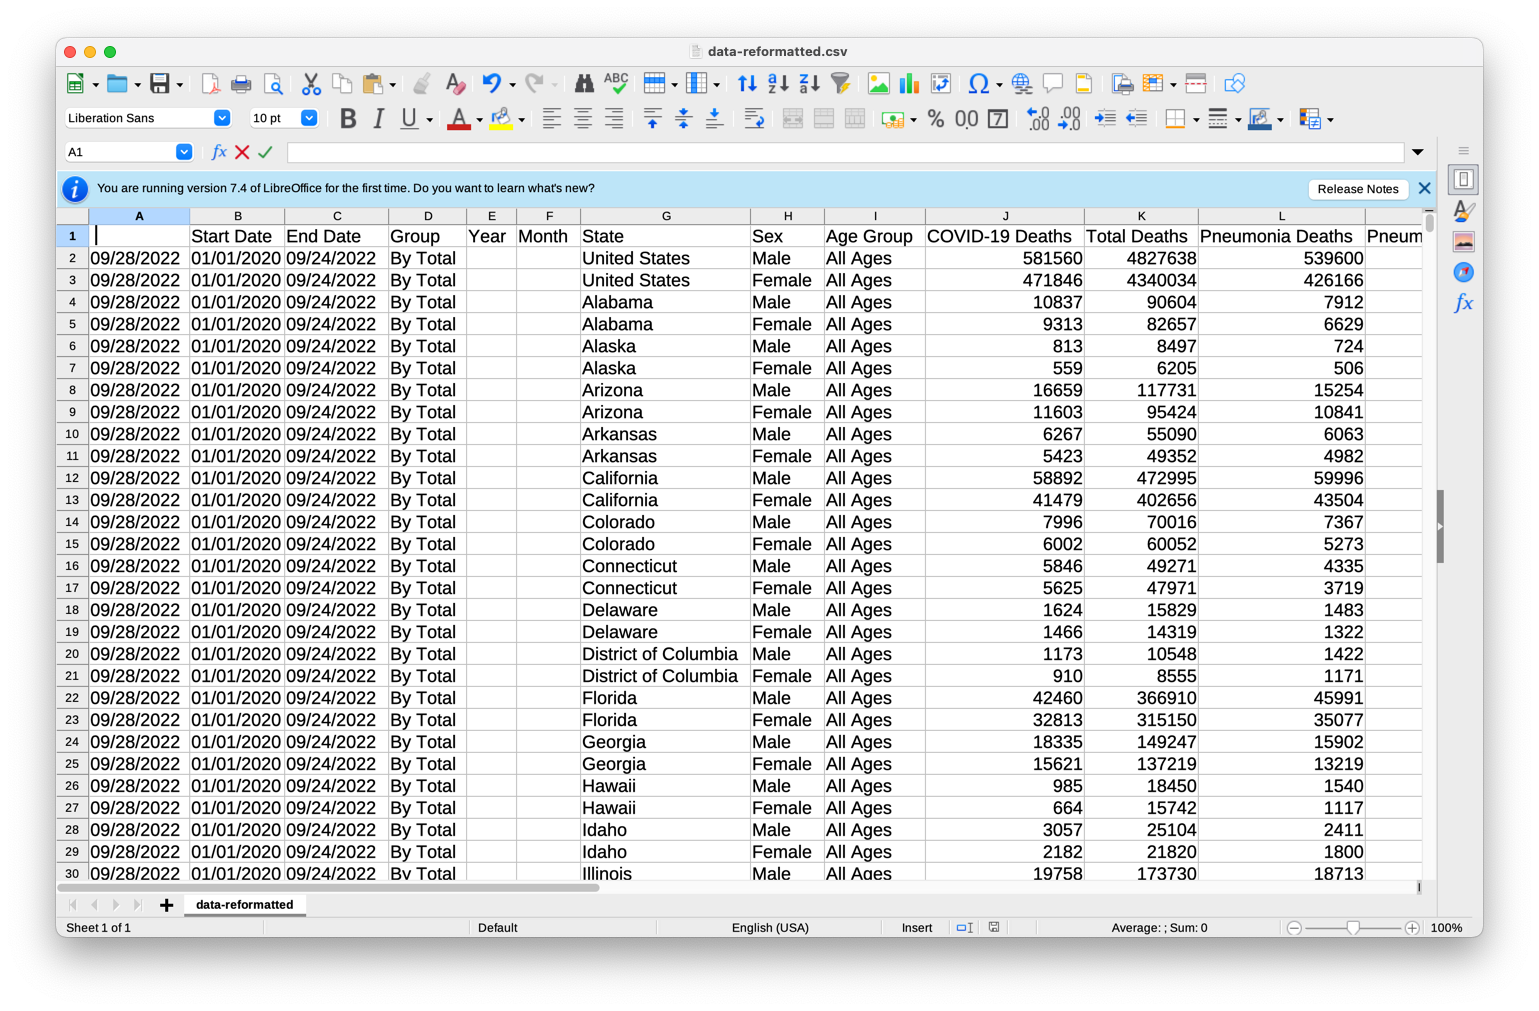 data-reformatted.csv
Liberation Sans 10 pt
A1
You are running version 7.4 of LibreOffice for the first time. Do you want to learn what's new? Release Notes
A B C D E F G H I J K L
1 Start Date End Date Group Year Month State Sex Age Group COVID-19 Deaths Total Deaths Pneumonia Deaths Pneum
2 09/28/2022 01/01/2020 09/24/2022 By Total United States Male All Ages 581560 4827638 539600
3 09/28/2022 01/01/2020 09/24/2022 By Total United States Female All Ages 471846 4340034 426166
4 09/28/2022 01/01/2020 09/24/2022 By Total Alabama Male All Ages 10837 90604 7912
5 09/28/2022 01/01/2020 09/24/2022 By Total Alabama Female All Ages 9313 82657 6629
6 09/28/2022 01/01/2020 09/24/2022 By Total Alaska Male All Ages 813 8497 724
7 09/28/2022 01/01/2020 09/24/2022 By Total Alaska Female All Ages 559 6205 506
8 09/28/2022 01/01/2020 09/24/2022 By Total Arizona Male All Ages 16659 117731 15254
9 09/28/2022 01/01/2020 09/24/2022 By Total Arizona Female All Ages 11603 95424 10841
10 09/28/2022 01/01/2020 09/24/2022 By Total Arkansas Male All Ages 6267 55090 6063
11 09/28/2022 01/01/2020 09/24/2022 By Total Arkansas Female All Ages 5423 49352 4982
12 09/28/2022 01/01/2020 09/24/2022 By Total California Male All Ages 58892 472995 59996
13 09/28/2022 01/01/2020 09/24/2022 By Total California Female All Ages 41479 402656 43504
14 09/28/2022 01/01/2020 09/24/2022 By Total Colorado Male All Ages 7996 70016 7367
15 09/28/2022 01/01/2020 09/24/2022 By Total Colorado Female All Ages 6002 60052 5273
16 09/28/2022 01/01/2020 09/24/2022 By Total Connecticut Male All Ages 5846 49271 4335
17 09/28/2022 01/01/2020 09/24/2022 By Total Connecticut Female All Ages 5625 47971 3719
18 09/28/2022 01/01/2020 09/24/2022 By Total Delaware Male All Ages 1624 15829 1483
19 09/28/2022 01/01/2020 09/24/2022 By Total Delaware Female All Ages 1466 14319 1322
20 09/28/2022 01/01/2020 09/24/2022 By Total District of Columbia Male All Ages 1173 10548 1422
21 09/28/2022 01/01/2020 09/24/2022 By Total District of Columbia Female All Ages 910 8555 1171
22 09/28/2022 01/01/2020 09/24/2022 By Total Florida Male All Ages 42460 366910 45991
23 09/28/2022 01/01/2020 09/24/2022 By Total Florida Female All Ages 32813 315150 35077
24 09/28/2022 01/01/2020 09/24/2022 By Total Georgia Male All Ages 18335 149247 15902
25 09/28/2022 01/01/2020 09/24/2022 By Total Georgia Female All Ages 15621 137219 13219
26 09/28/2022 01/01/2020 09/24/2022 By Total Hawaii Male All Ages 985 18450 1540
27 09/28/2022 01/01/2020 09/24/2022 By Total Hawaii Female All Ages 664 15742 1117
28 09/28/2022 01/01/2020 09/24/2022 By Total Idaho Male All Ages 3057 25104 2411
29 09/28/2022 01/01/2020 09/24/2022 By Total Idaho Female All Ages 2182 21820 1800
30 09/28/2022 01/01/2020 09/24/2022 By Total Illinois Male All Ages 19758 173730 18713
data-reformatted
Sheet 1 of 1 Default English (USA) Insert Average: ; Sum: 0 100%